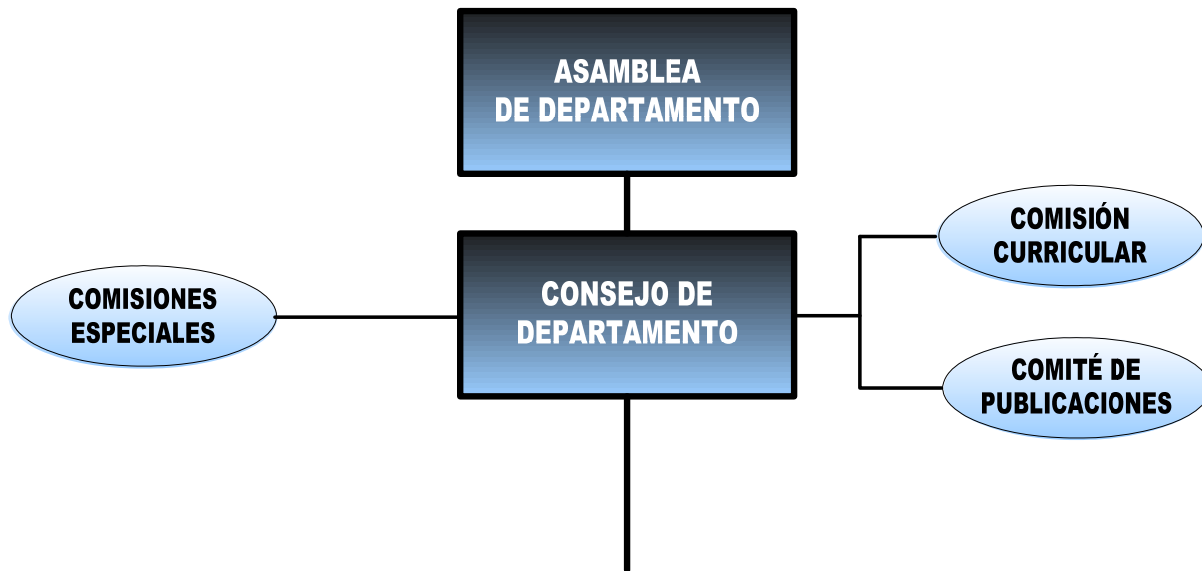 ASAMBLEA
DE DEPARTAMENTO
COMISIÓN
CURRICULAR
CONSEJO DE
DEPARTAMENTO
COMISIONES
ESPECIALES
COMITÉ DE
PUBLICACIONES